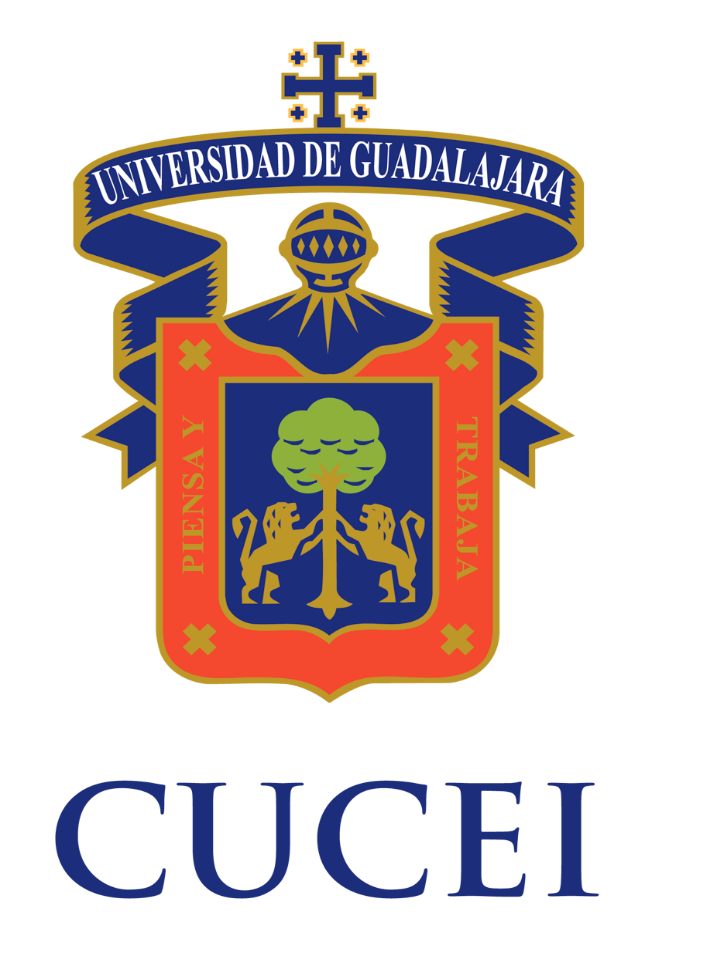 UNIVERSIDAD DE GUADALAJARA
PIENSA Y
TRABAJA
CUCEI